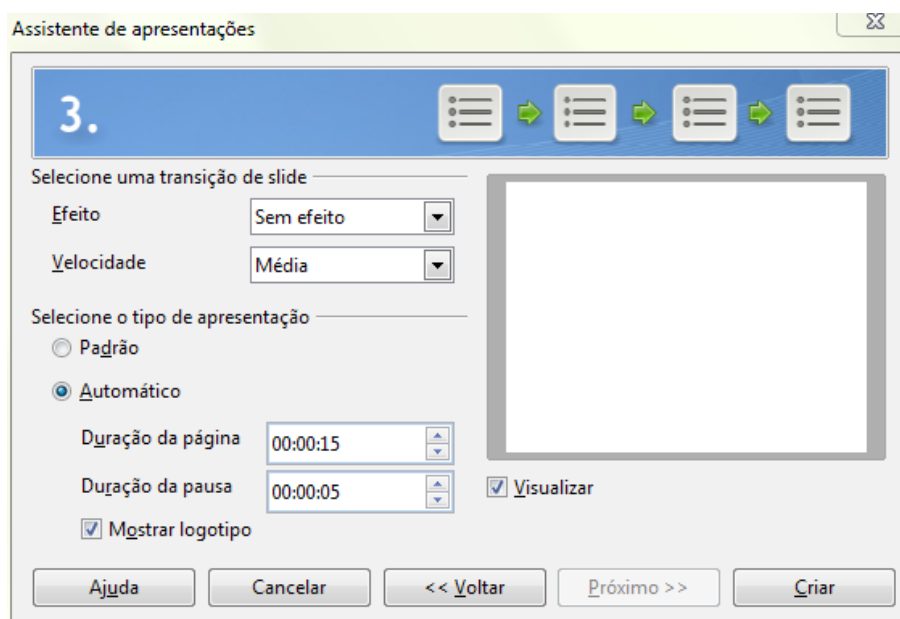 Assistente de apresentações
3.
Selecione uma transição de slide
Efeito Sem efeito
Velocidade Média
Selecione o tipo de apresentação
Padrão
Automático
Duração da página 00:00:15
Duração da pausa 00:00:05
Visualizar
Mostrar logotipo
Ajuda Cancelar << Voltar Próximo >> Criar